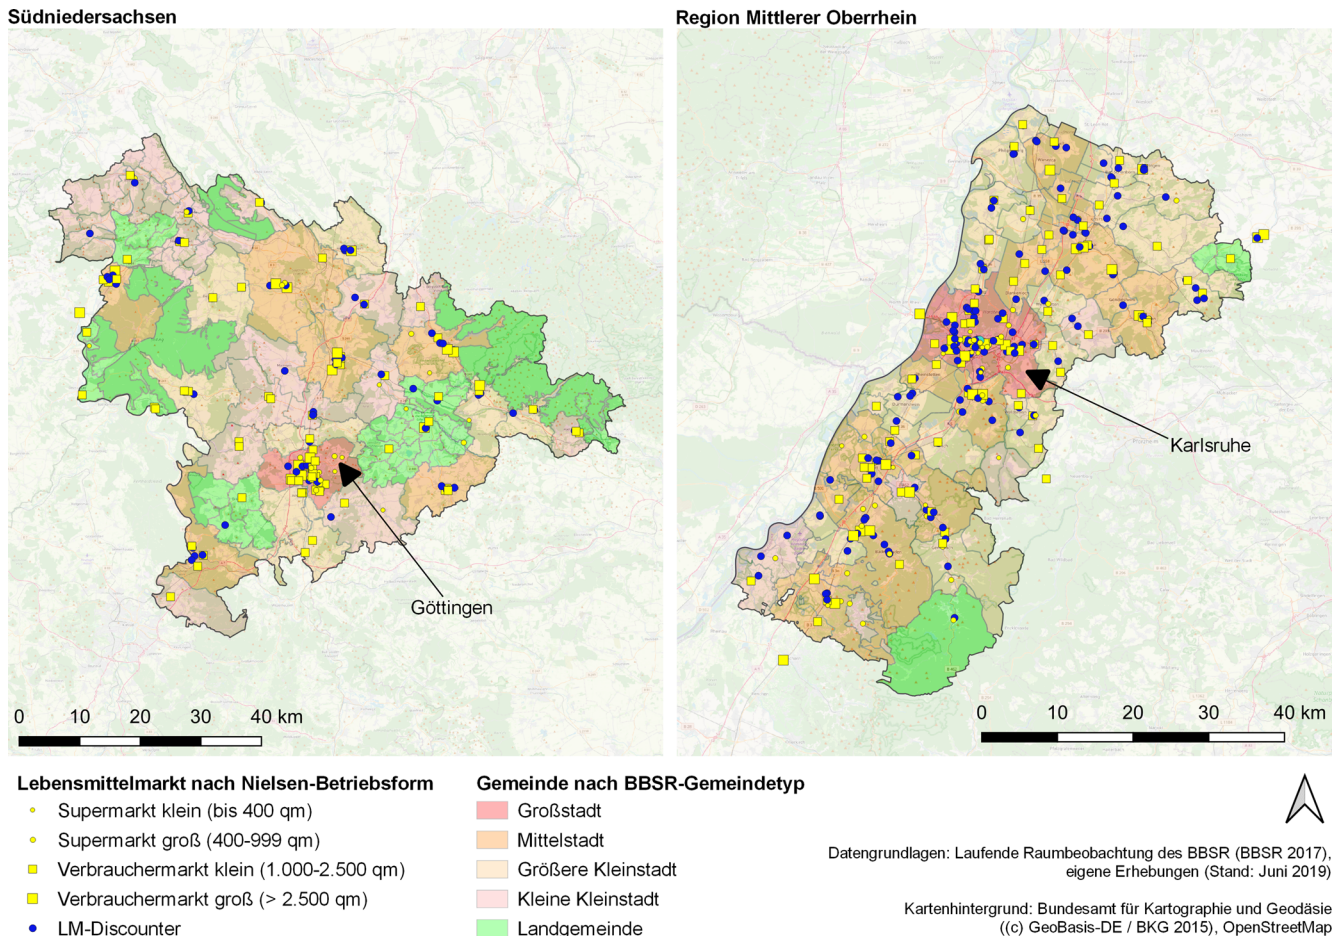 Südniedersachsen
Region Mittlerer Oberrhein
Göttingen
Karlsruhe
0 10 20 30 40 km
0 10 20 30 40 km
Lebensmittelmarkt nach Nielsen-Betriebsform
Supermarkt klein (bis 400 qm)
Supermarkt groß (400-999 qm)
Verbrauchermarkt klein (1.000-2.500 qm)
Verbrauchermarkt groß (> 2.500 qm)
LM-Discounter
Gemeinde nach BBSR-Gemeindetyp
Großstadt
Mittelstadt
Größere Kleinstadt
Kleine Kleinstadt
Landgemeinde
Datengrundlagen: Laufende Raumbeobachtung des BBSR (BBSR 2017),
eigene Erhebungen (Stand: Juni 2019)
Kartenhintergrund: Bundesamt für Kartographie und Geodäsie
((c) GeoBasis-DE / BKG 2015), OpenStreetMap